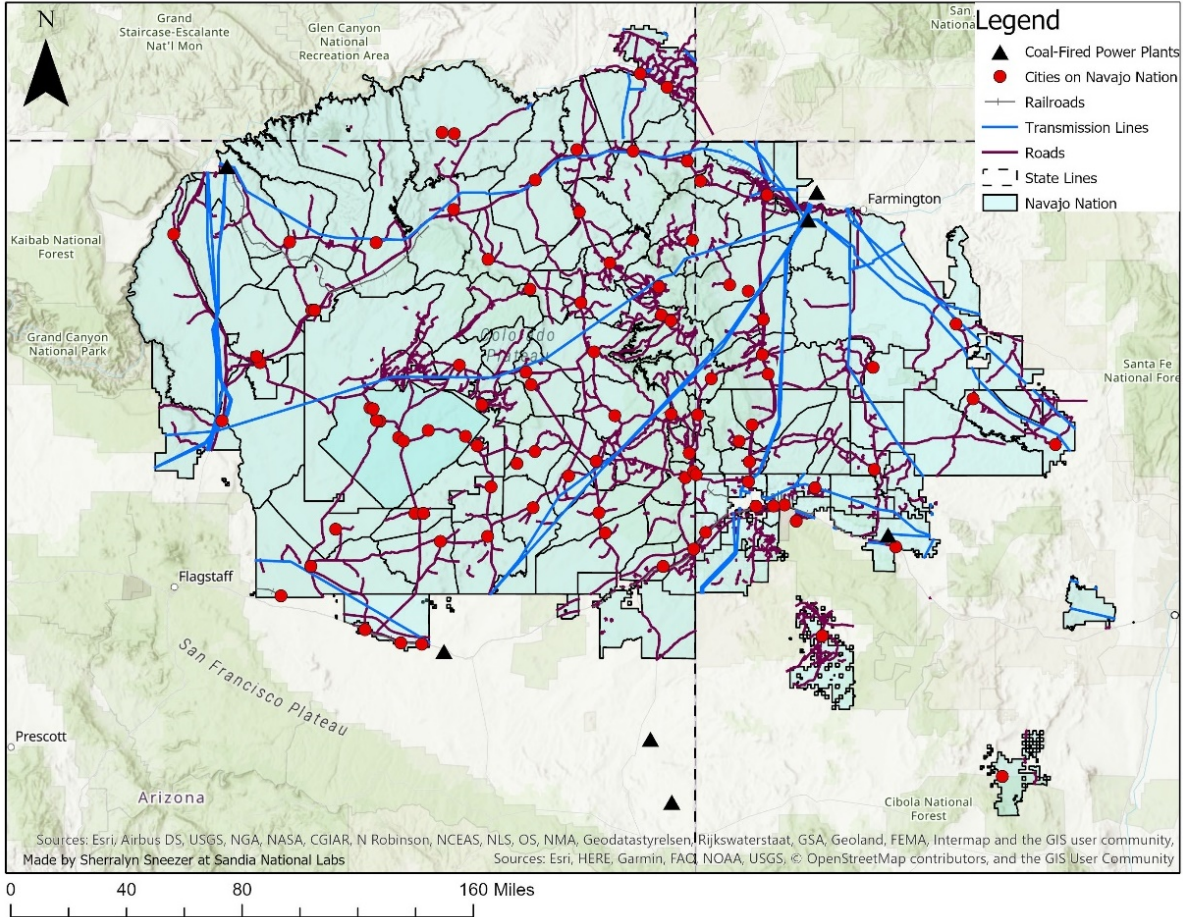 N
Grand
Staircase-Escalante
Nat'l Mon
Glen Canyon
National
Recreation Area
San
Nationa
Legend
Coal-Fired Power Plants
Cities on Navajo Nation
Railroads
Transmission Lines
Roads
State Lines
Navajo Nation
Farmington
Kaibab National
Forest
Grand Canyon
National Park
Colorado
Plateau
Santa Fe
National Fore
Flagstaff
San Francisco Plateau
Prescott
Arizona
Cibola National
Forest
Sources: Esri, Airbus DS, USGS, NGA, NASA, CGIAR, N Robinson, NCEAS, NLS, OS, NMA, Geodatastyrelsen, Rijkswaterstaat, GSA, Geoland, FEMA, Intermap and the GIS user community,
Made by Sherralyn Sneezer at Sandia National Labs
Sources: Esri, HERE, Garmin, FAO, NOAA, USGS, © OpenStreetMap contributors, and the GIS User Community
0 40 80 160 Miles